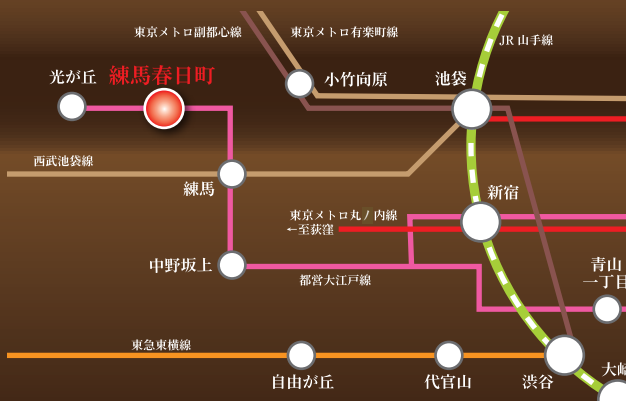 東京メトロ副都心線
東京メトロ有楽町線
JR 山手線
光が丘
練馬春日町
小竹向原
池袋
西武池袋線
練馬
新宿
東京メトロ丸ノ内線
←至荻窪
中野坂上
都営大江戸線
青山
一丁目
東急東横線
自由が丘
代官山
渋谷
大崎